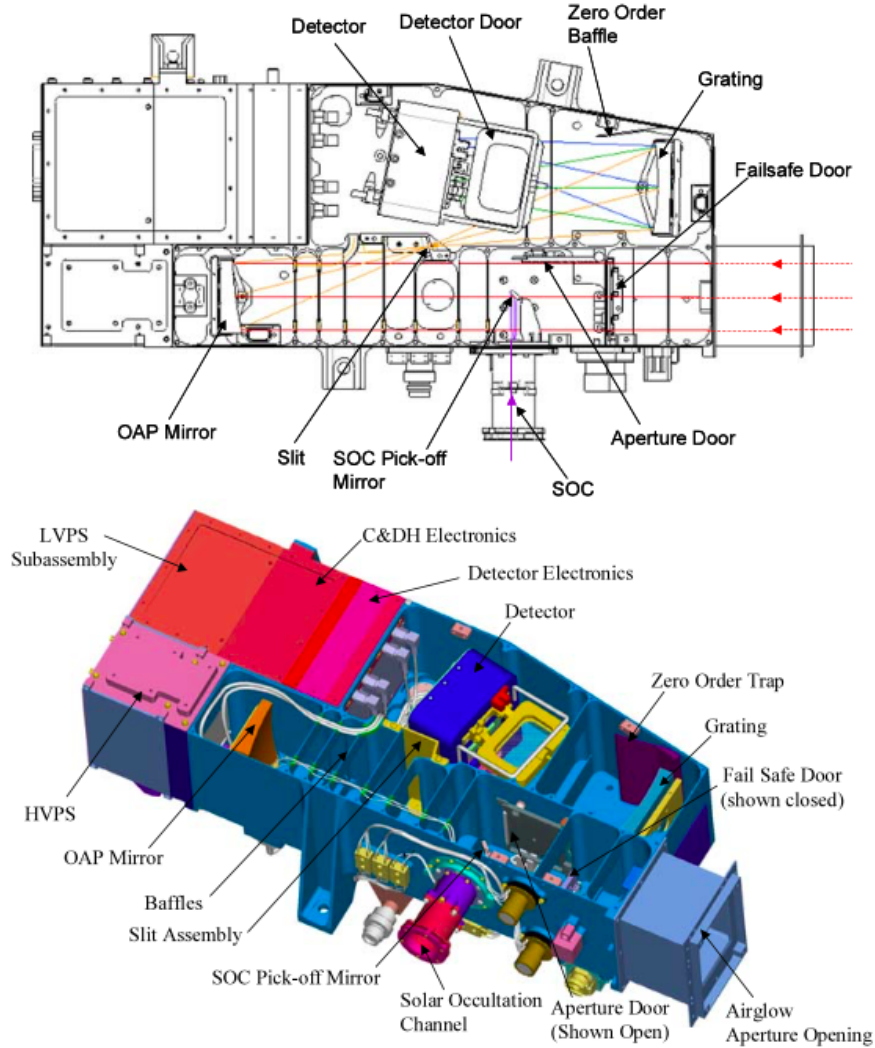 Detector
Detector Door
Zero Order
Baffle
Grating
Failsafe Door
OAP Mirror
Slit
SOC Pick-off
Mirror
SOC
Aperture Door
LVPS
Subassembly
C&DH Electronics
Detector Electronics
Detector
Zero Order Trap
Grating
Fail Safe Door
(shown closed)
HVPS
OAP Mirror
Baffles
Slit Assembly
SOC Pick-off Mirror
Solar Occultation
Channel
Aperture Door
(Shown Open)
Airglow
Aperture Opening